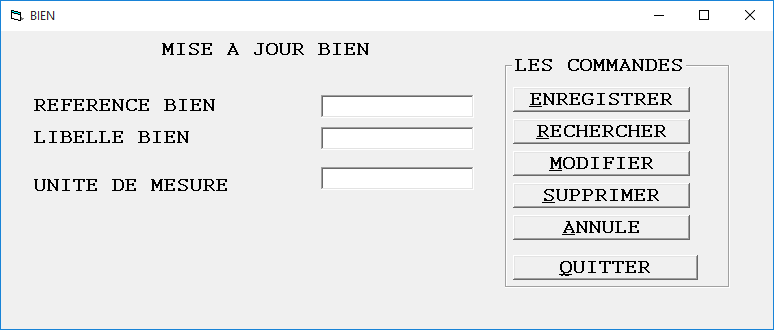 BIEN
MISE A JOUR BIEN
REFERENCE BIEN
LIBELLE BIEN
UNITE DE MESURE
LES COMMANDES
ENREGISTRER
RECHERCHER
MODIFIER
SUPPRIMER
ANNULE
QUITTER